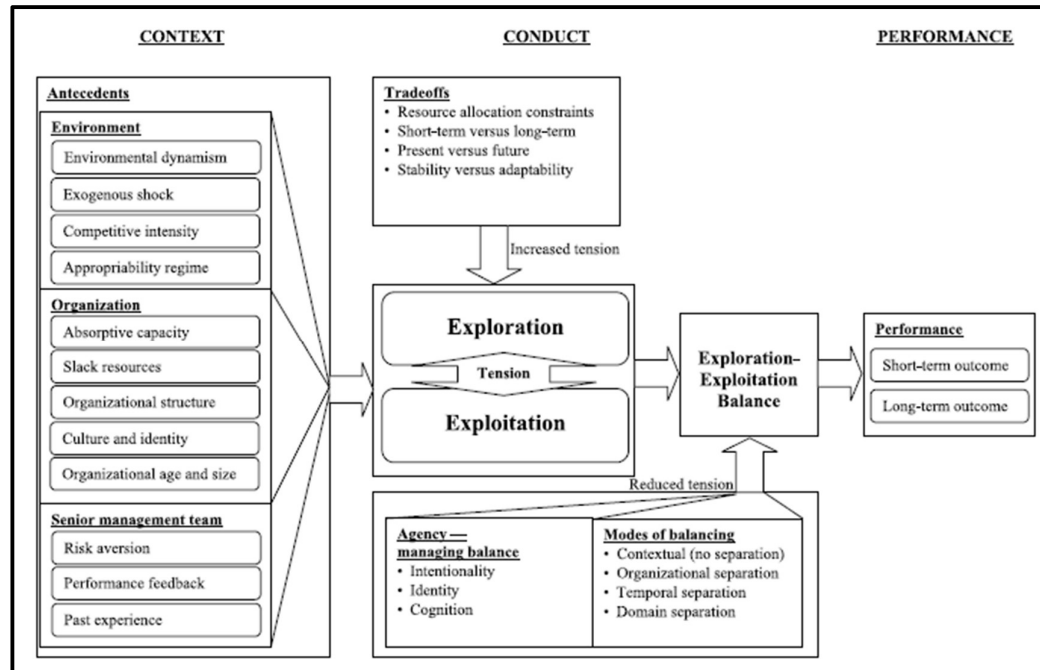 CONTEXT
CONDUCT
PERFORMANCE
Antecedents
Environment
Environmental dynamism
Exogenous shock
Competitive intensity
Appropriability regime
Organization
Absorptive capacity
Slack resources
Organizational structure
Culture and identity
Organizational age and size
Senior management team
Risk aversion
Performance feedback
Past experience
Tradeoffs
• Resource allocation constraints
• Short–term versus long–term
• Present versus future
• Stability versus adaptability
Increased tension
Exploration
Tension
Exploitation
Exploration–
Exploitation
Balance
Performance
Short–term outcome
Long–term outcome
Reduced tension
Agency —
managing balance
• Intentionality
• Identity
• Cognition
Modes of balancing
• Contextual (no separation)
• Organizational separation
• Temporal separation
• Domain separation